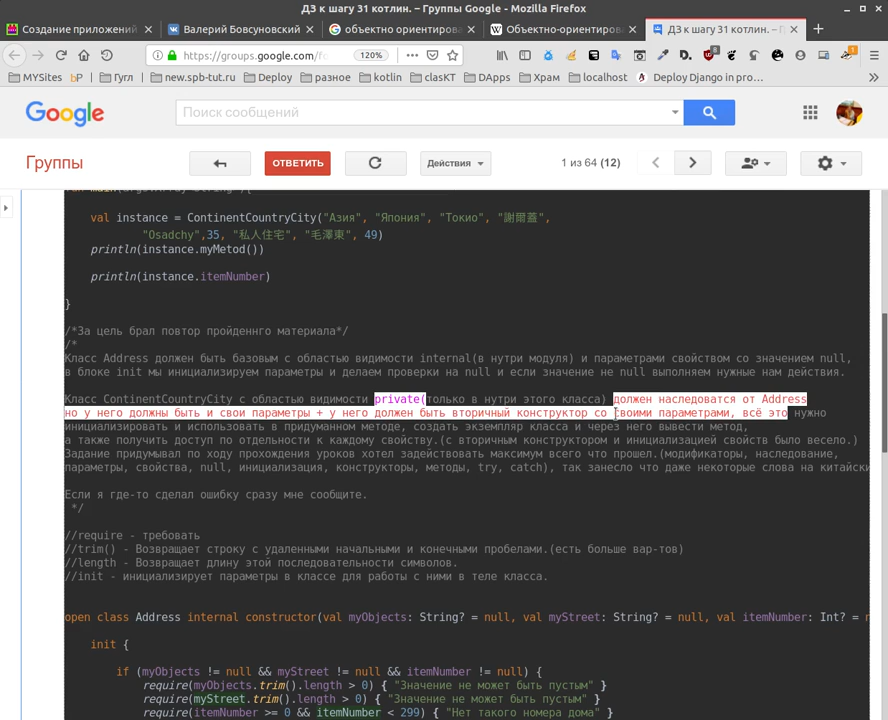 ДЗ к шагу 31 котлин. – Группы Google - Mozilla Firefox
Создание приложений
Валерий Бовсуновский
объектно ориентирова
Объектно-ориентиров
ДЗ к шагу 31 котлин. – Г
https://groups.google.com/fo
120%
8
1
MYSites
Гугл
new.spb-tut.ru
Deploy
разное
kotlin
clasKT
DApps
Храм
localhost
Deploy Django in pro...
Google
Поиск сообщений
Группы
ОТВЕТИТЬ
Действия
1 из 64 (12)
val instance = ContinentCountryCity("Азия", "Япония", "Токио", "謝爾蓋",
"Osadchy",35, "私人住宅", "毛澤東", 49)
println(instance.myMetod())
println(instance.itemNumber)
}
/*За цель брал повтор пройденнго материала*/
/*
Класс Address должен быть базовым с областью видимости internal(в нутри модуля) и параметрами свойством со значением null,
в блоке init мы инициализируем параметры и делаем проверки на null и если значение не null выполняем нужные нам действия.
Класс ContinentCountryCity с областью видимости private(только в нутри этого класса) должен наследоватся от Address
но у него должны быть и свои параметры + у него должен быть вторичный конструктор со своими параметрами, всё это нужно
инициализировать и использовать в придуманном методе, создать экземпляр класса и через него вывести метод,
а также получить доступ по отдельности к каждому свойству.(с вторичным конструктором и инициализацией свойств было весело.)
Задание придумывал по ходу прохождения уроков хотел задействовать максимум всего что прошел.(модификаторы, наследование,
параметры, свойства, null, инициализация, конструкторы, методы, try, catch), так занесло что даже некоторые слова на китайски
Если я где-то сделал ошибку сразу мне сообщите.
*/
//require - требовать
//trim() - Возвращает строку с удаленными начальными и конечными пробелами.(есть больше вар-тов)
//length - Возвращает длину этой последовательности символов.
//init - инициализирует параметры в классе для работы с ними в теле класса.
open class Address internal constructor(val myObjects: String? = null, val myStreet: String? = null, val itemNumber: Int? = n
init {
if (myObjects != null && myStreet != null && itemNumber != null) {
require(myObjects.trim().length > 0) { "Значение не может быть пустым" }
require(myStreet.trim().length > 0) { "Значение не может быть пустым" }
require(itemNumber >= 0 && itemNumber < 299) { "Нет такого номера дома" }